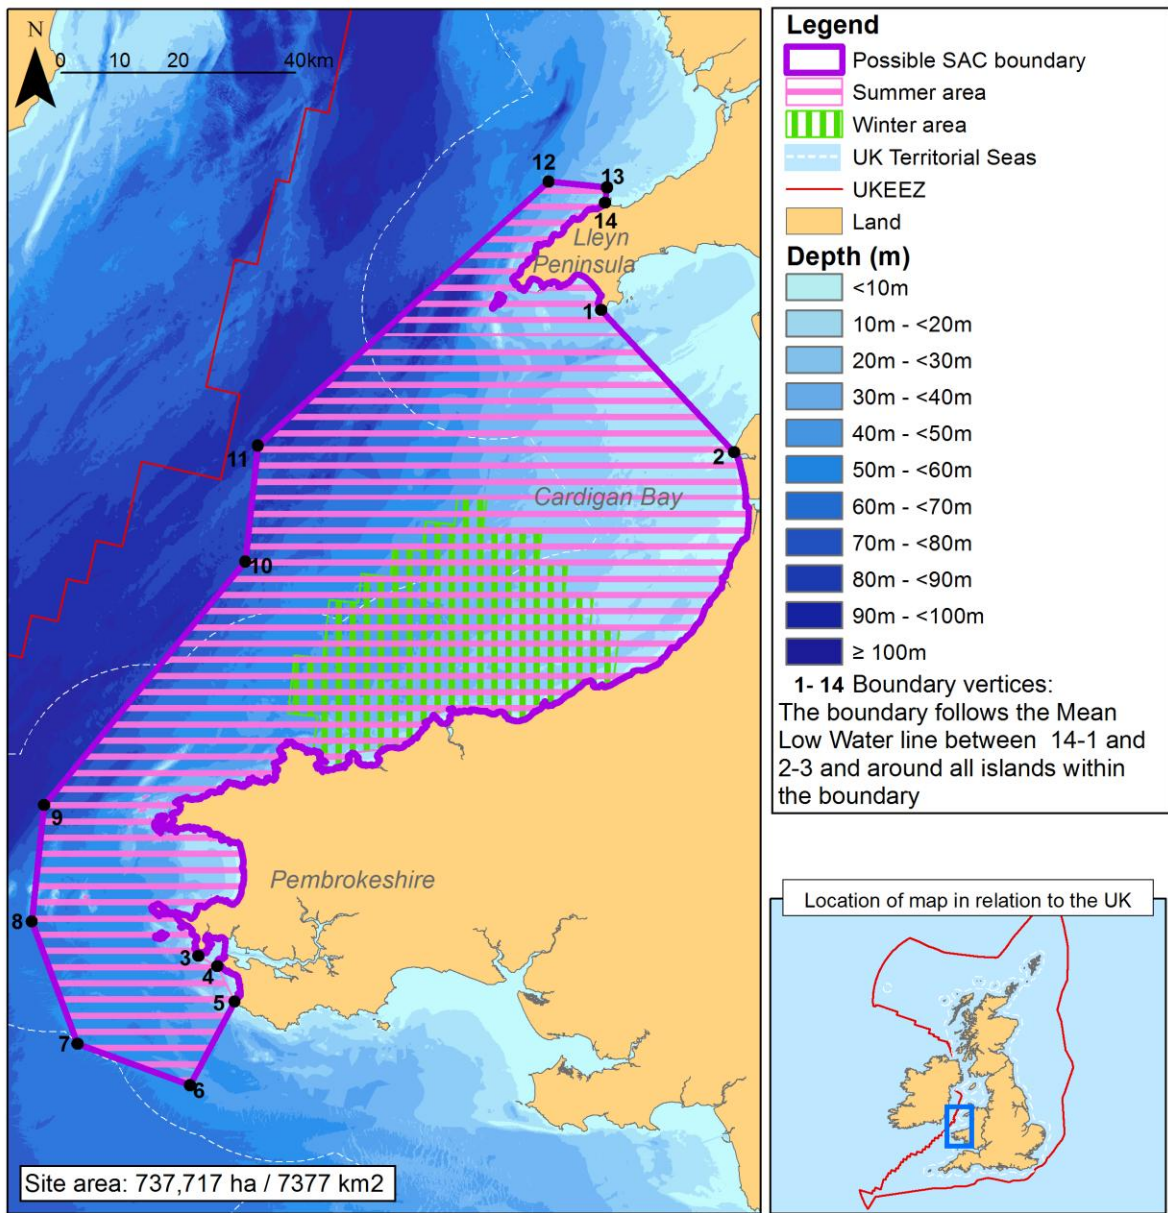 N
0 10 20 40km
12
13
14
Lleyn
Peninsula
1
11
2
Cardigan Bay
10
9
Pembrokeshire
8
3
4
5
7
6
Site area: 737,717 ha / 7377 km2
Legend
Possible SAC boundary
Summer area
Winter area
UK Territorial Seas
UKEEZ
Land
Depth (m)
<10m
10m - <20m
20m - <30m
30m - <40m
40m - <50m
50m - <60m
60m - <70m
70m - <80m
80m - <90m
90m - <100m
≥ 100m
1- 14 Boundary vertices:
The boundary follows the Mean
Low Water line between 14-1 and
2-3 and around all islands within
the boundary
Location of map in relation to the UK